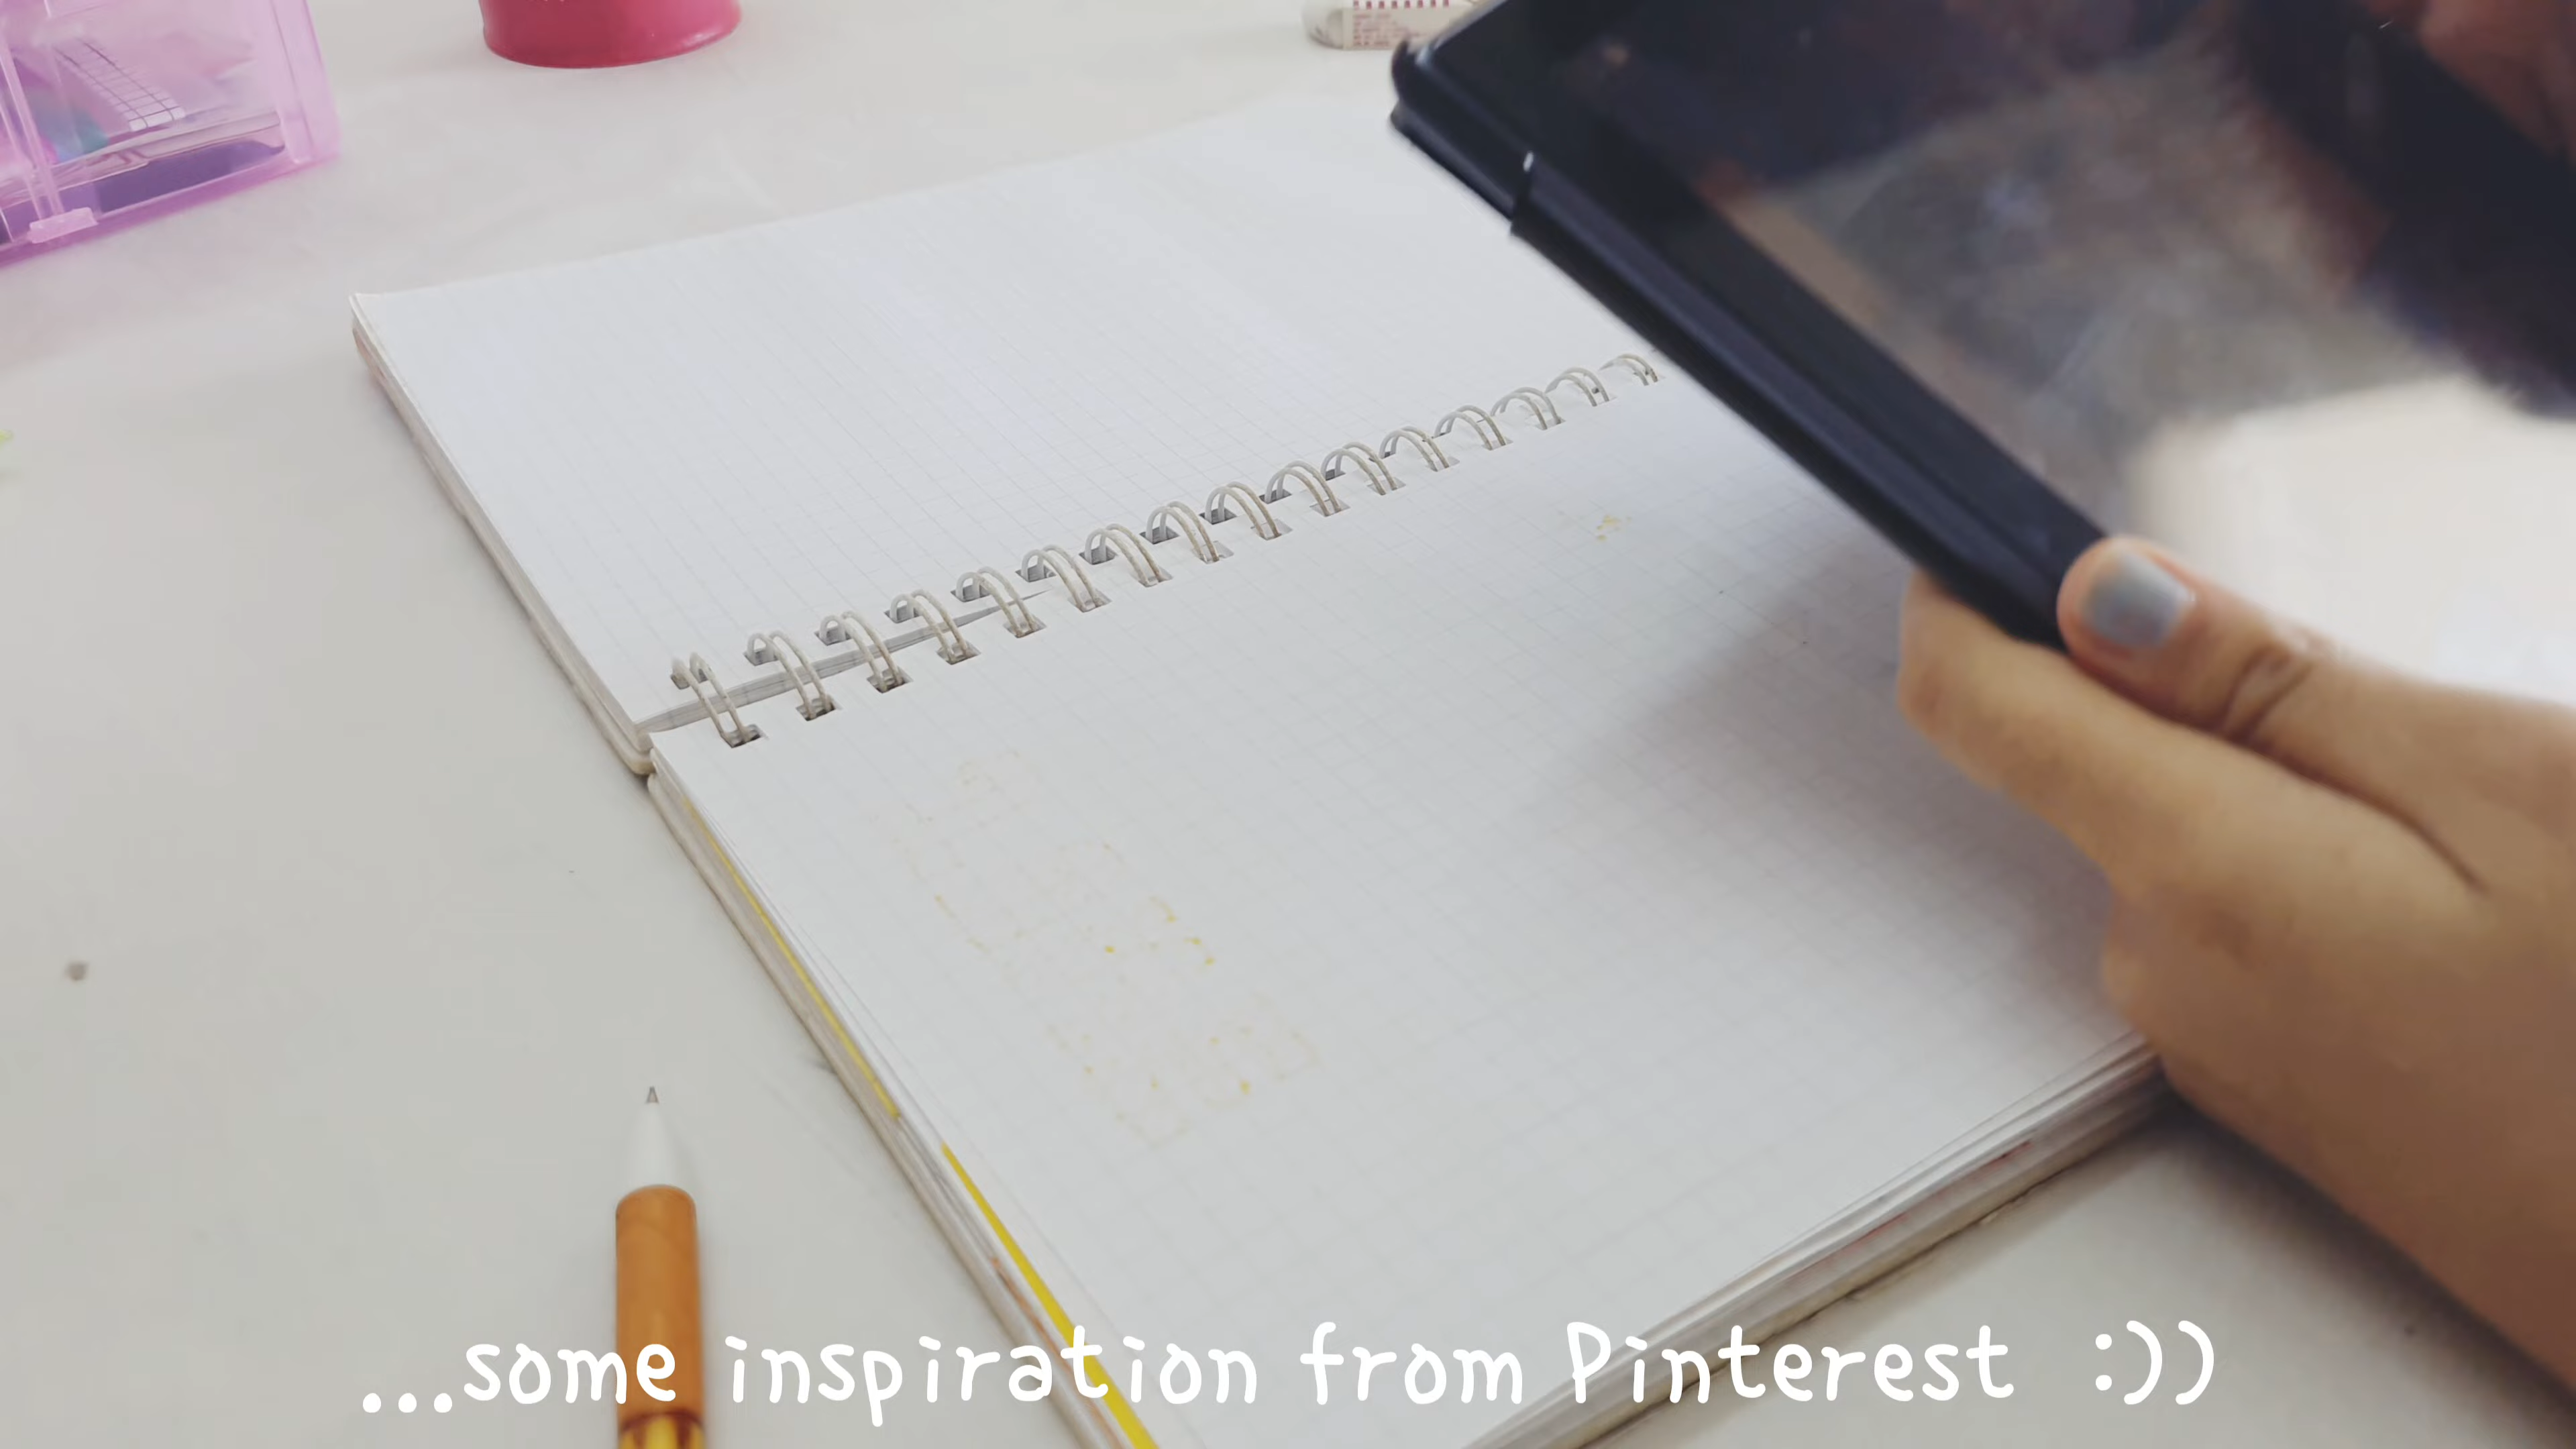 ...some inspiration from Pinterest :))